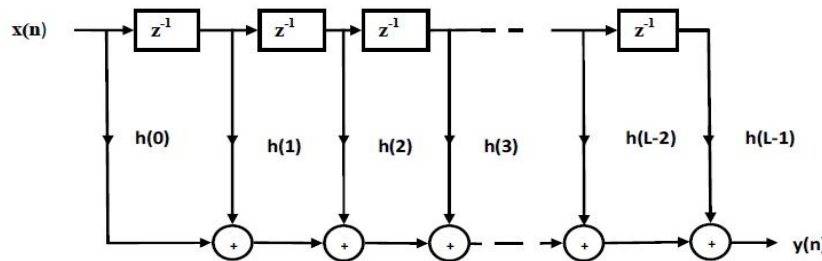 x(n) z⁻¹ z⁻¹ z⁻¹ z⁻¹
h(0) h(1) h(2) h(3) h(L-2) h(L-1)
+ + + + + y(n)